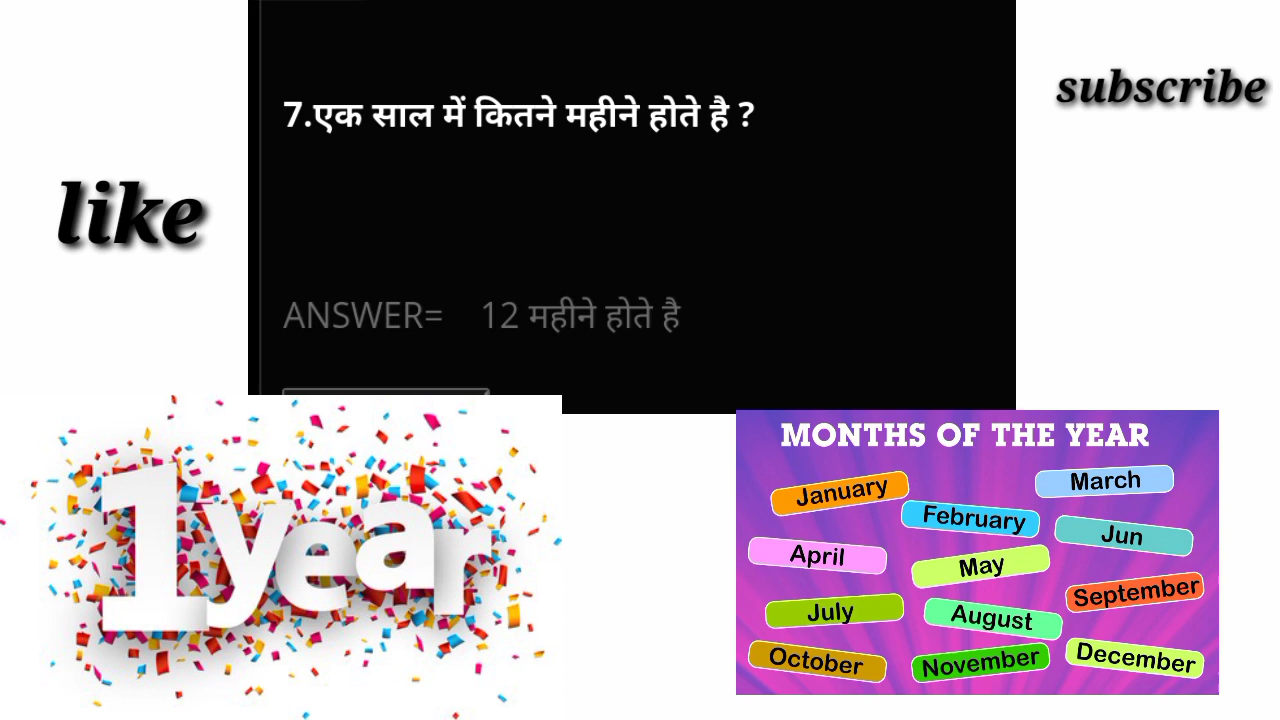 subscribe
7.एक साल में कितने महीने होते है ?
like
ANSWER= 12 महीने होते है
1year
MONTHS OF THE YEAR
January
March
February
Jun
April
May
September
July
August
October
November
December